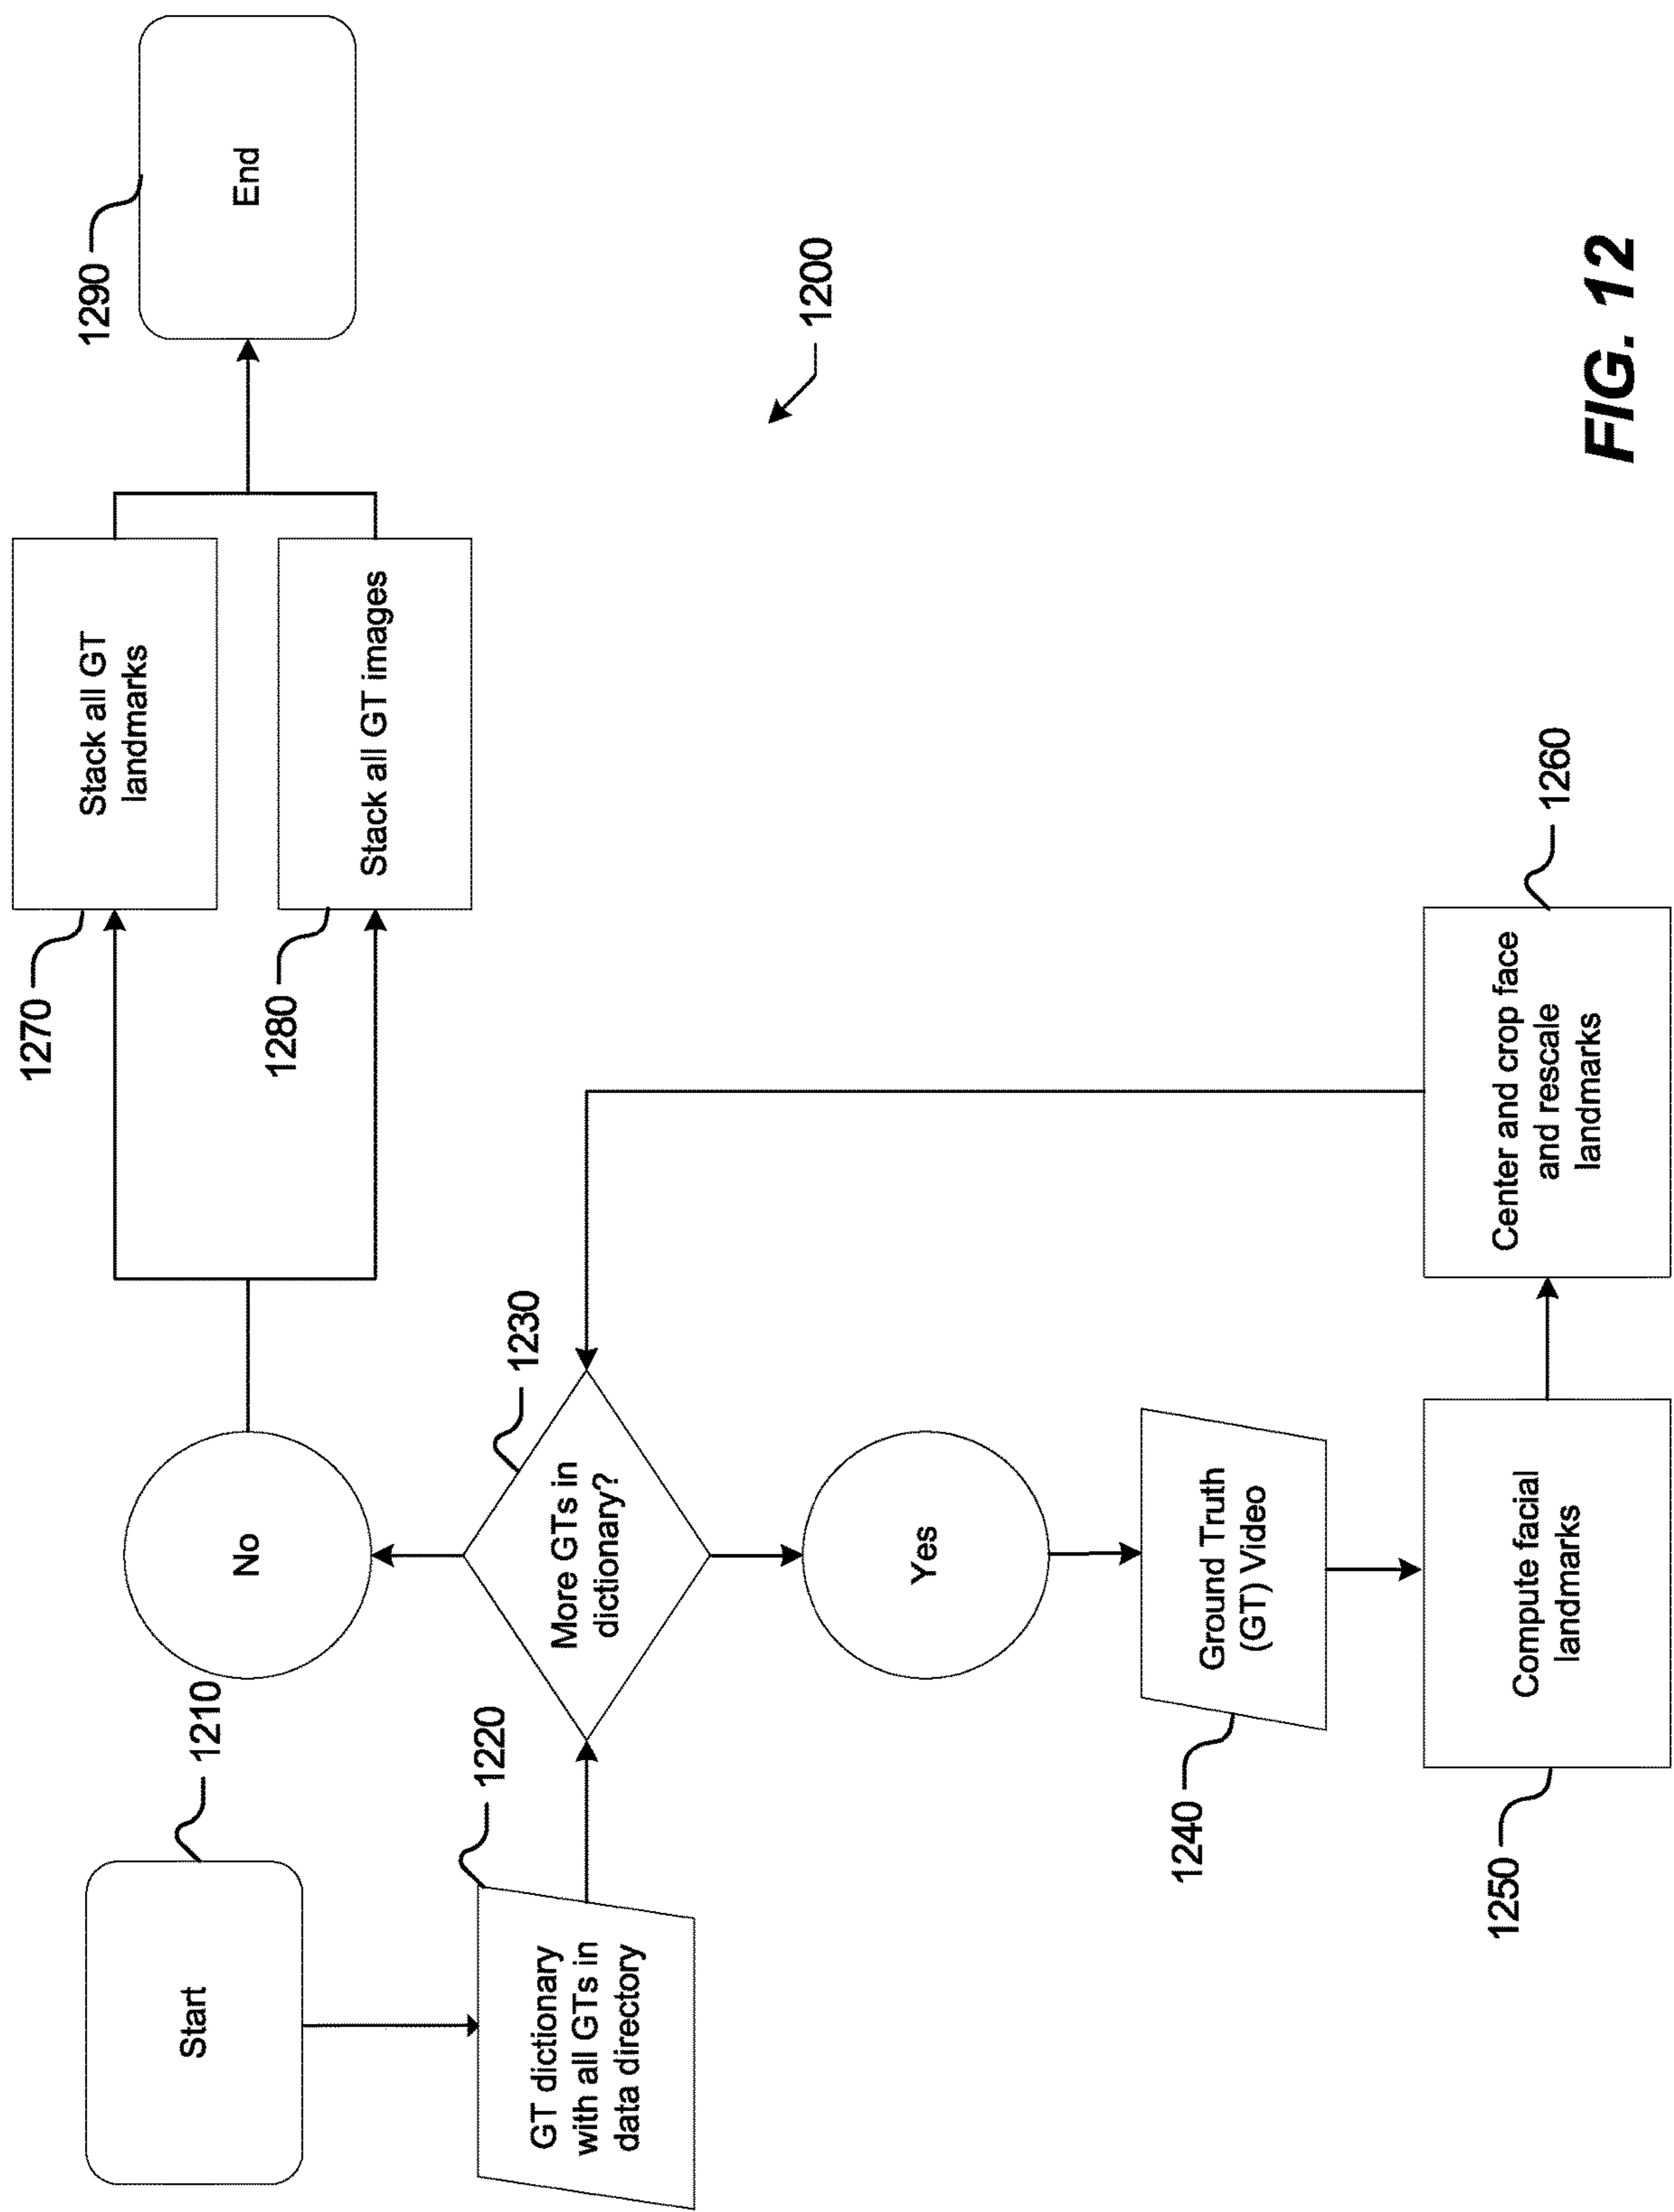 Start
1210
GT dictionary
with all GTs in
data directory
1220
More GTs in
dictionary?
1230
No
Yes
Ground Truth
(GT) Video
1240
Compute facial
landmarks
1250
Center and crop face
and rescale
landmarks
1260
Stack all GT
landmarks
1270
Stack all GT images
1280
End
1290
1200
FIG. 12